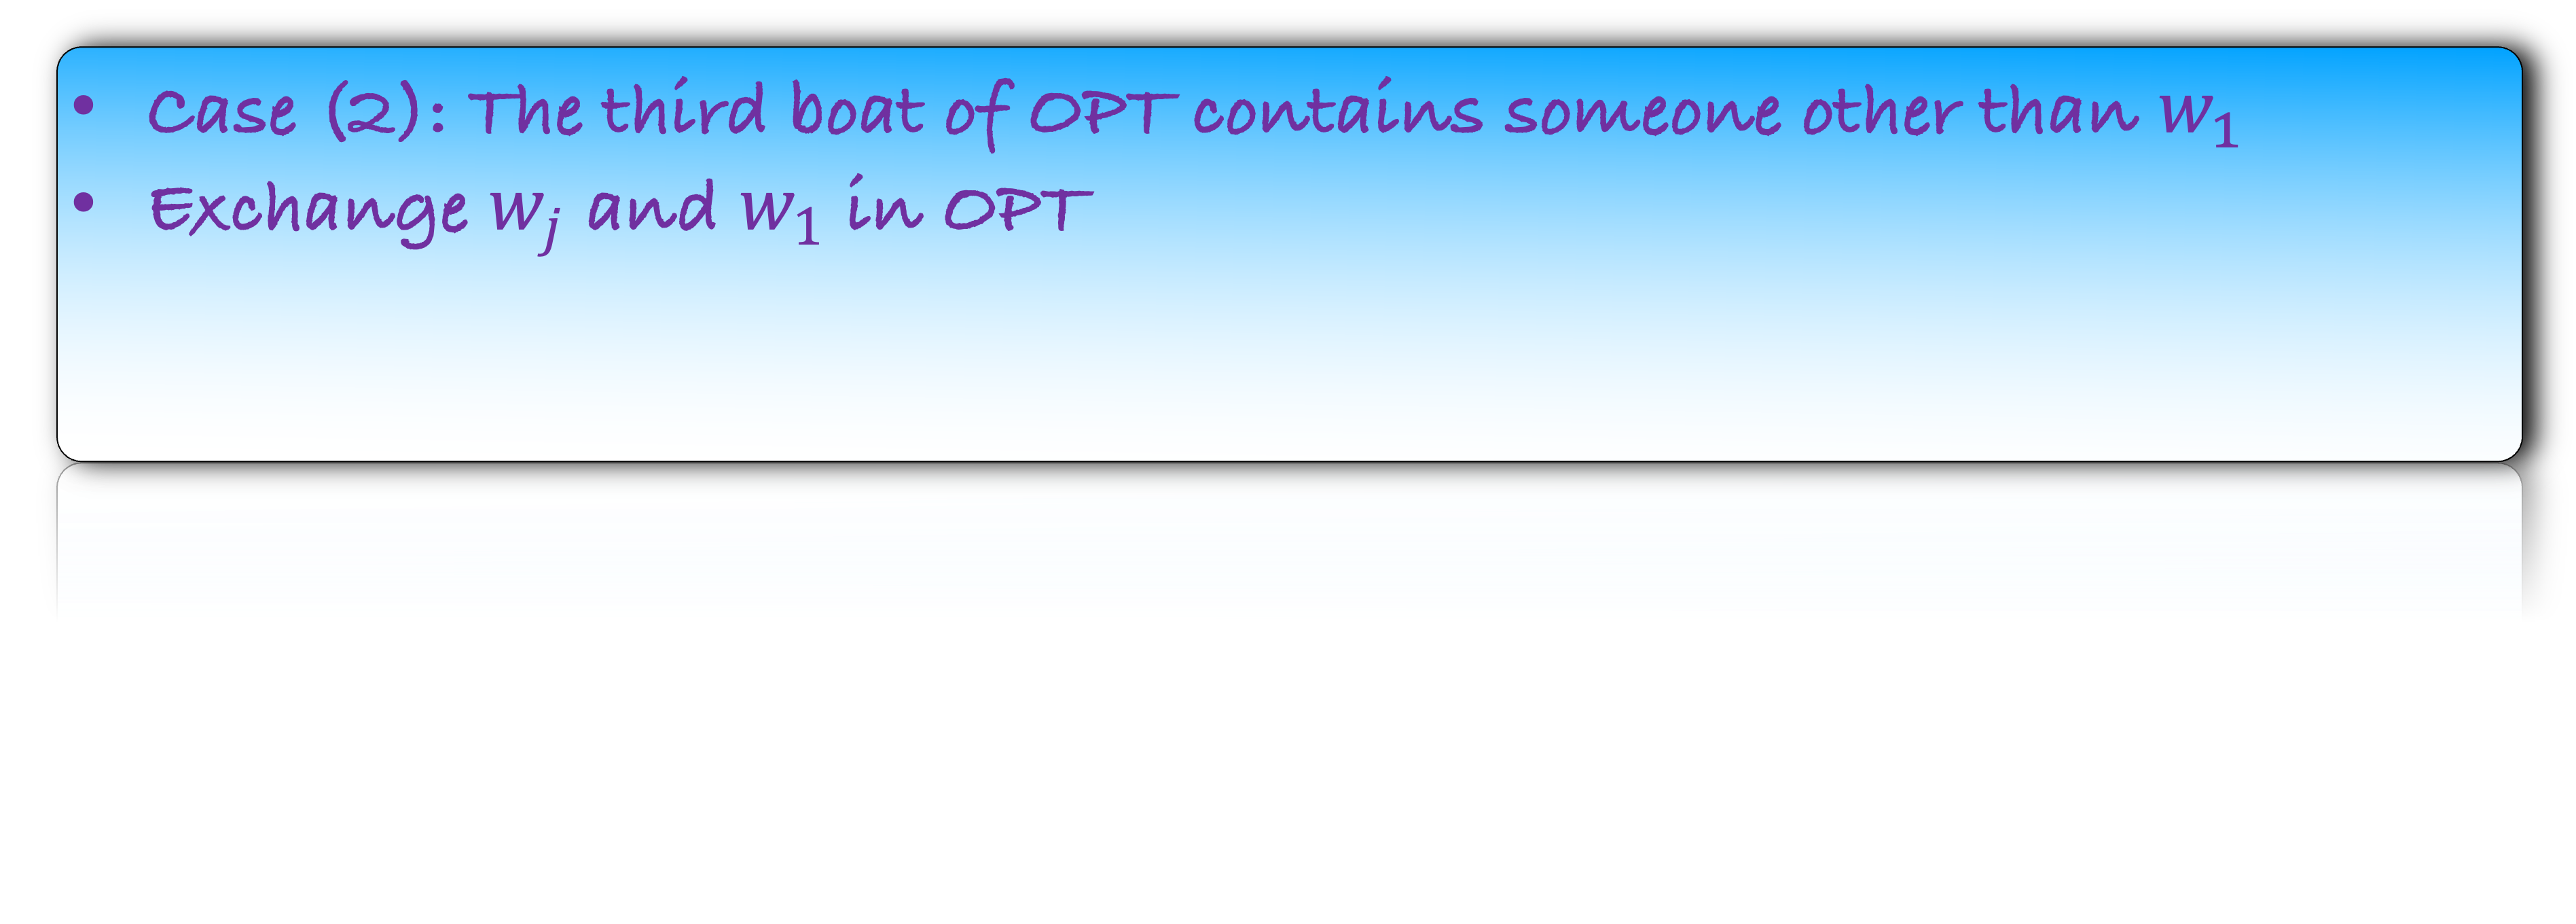 • Case (2): The third boat of OPT contains someone other than w₁
• Exchange wⱼ and w₁ in OPT